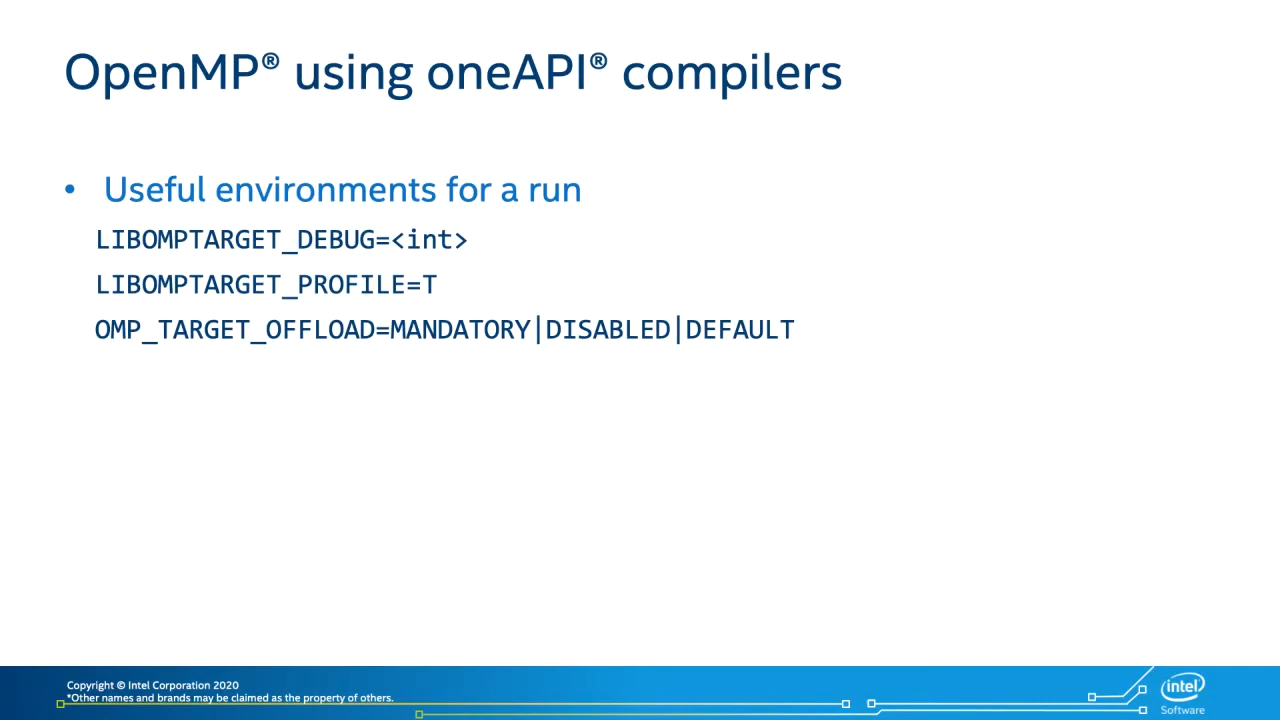 OpenMP® using oneAPI® compilers
• Useful environments for a run
LIBOMPTARGET_DEBUG=<int>
LIBOMPTARGET_PROFILE=T
OMP_TARGET_OFFLOAD=MANDATORY|DISABLED|DEFAULT
Copyright © Intel Corporation 2020
*Other names and brands may be claimed as the property of others.
intel
Software